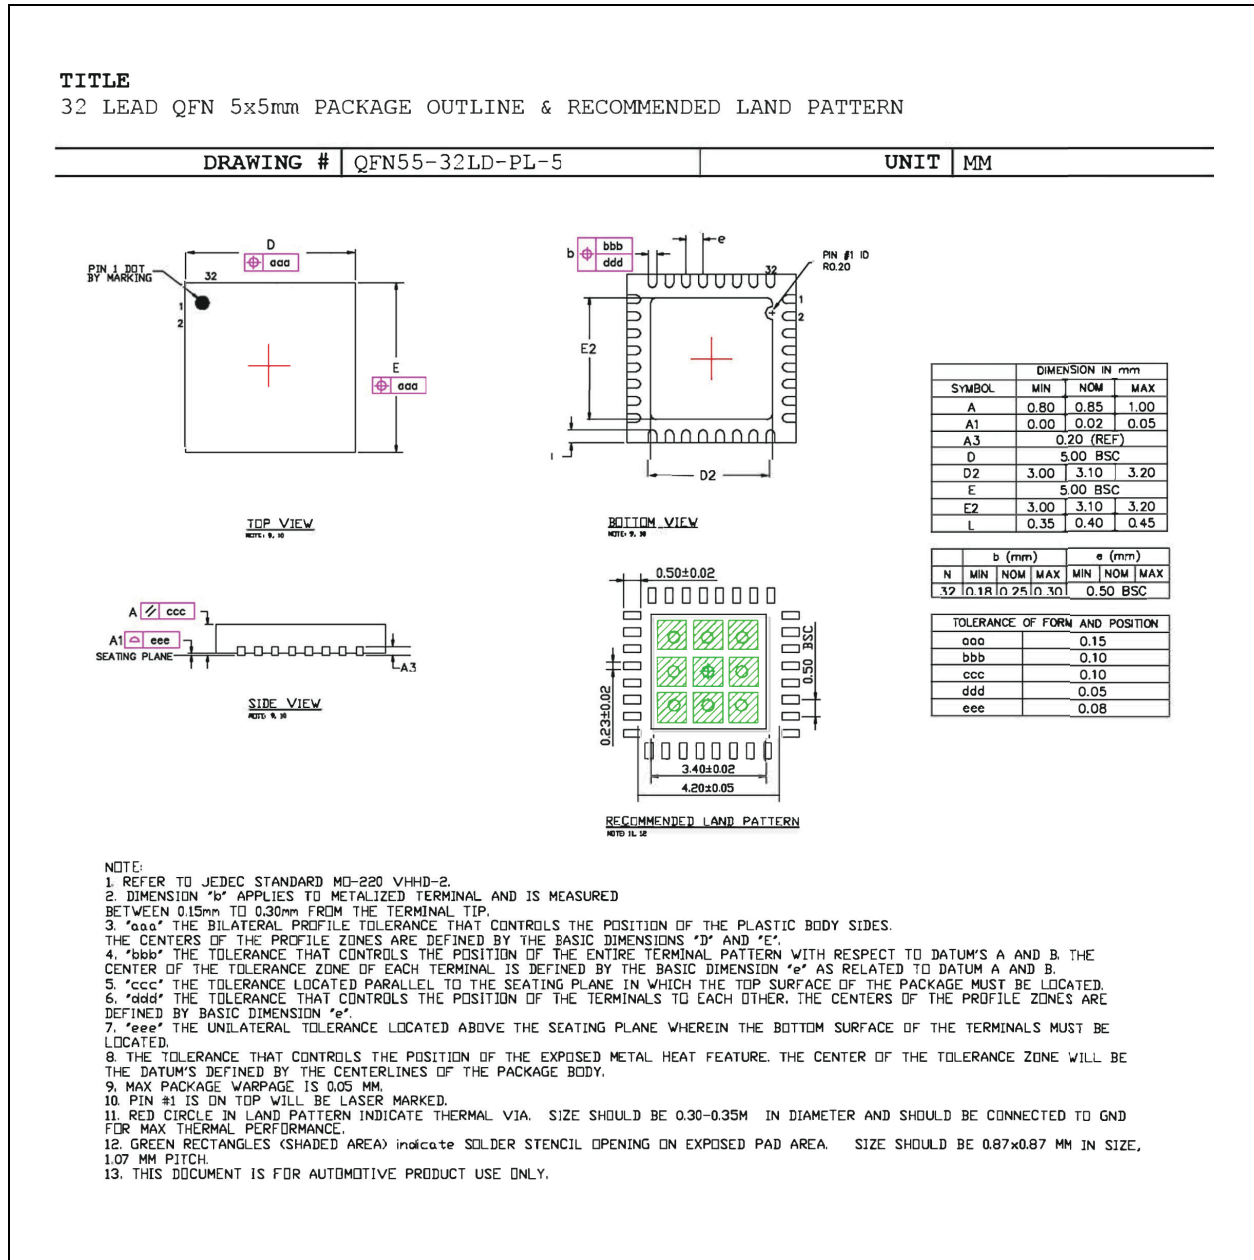 TITLE
32 LEAD QFN 5x5mm PACKAGE OUTLINE & RECOMMENDED LAND PATTERN
DRAWING # QFN55-32LD-PL-5 UNIT MM
D
aaa
PIN 1 DOT
BY MARKING
32
1
2
E
aaa
TOP VIEW
NOTE: 9, 10
b
bbb
ddd
e
PIN #1 ID
R0.20
32
1
2
E2
D2
BOTTOM VIEW
NOTE: 9, 10
DIMENSION IN mm
SYMBOL MIN NOM MAX
A 0.80 0.85 1.00
A1 0.00 0.02 0.05
A3 0.20 (REF)
D 5.00 BSC
D2 3.00 3.10 3.20
E 5.00 BSC
E2 3.00 3.10 3.20
L 0.35 0.40 0.45
b (mm) e (mm)
N MIN NOM MAX MIN NOM MAX
32 0.18 0.25 0.30 0.50 BSC
TOLERANCE OF FORM AND POSITION
aaa 0.15
bbb 0.10
ccc 0.10
ddd 0.05
eee 0.08
A ccc
A1 eee
SEATING PLANE
A3
SIDE VIEW
NOTE: 9, 10
0.50±0.02
0.50 BSC
0.23±0.02
3.40±0.02
4.20±0.05
RECOMMENDED LAND PATTERN
NOTE: 11, 12
NOTE:
1. REFER TO JEDEC STANDARD MO-220 VHHD-2.
2. DIMENSION "b" APPLIES TO METALIZED TERMINAL AND IS MEASURED
BETWEEN 0.15mm TO 0.30mm FROM THE TERMINAL TIP.
3. "aaa" THE BILATERAL PROFILE TOLERANCE THAT CONTROLS THE POSITION OF THE PLASTIC BODY SIDES.
THE CENTERS OF THE PROFILE ZONES ARE DEFINED BY THE BASIC DIMENSIONS "D" AND "E".
4. "bbb" THE TOLERANCE THAT CONTROLS THE POSITION OF THE ENTIRE TERMINAL PATTERN WITH RESPECT TO DATUM'S A AND B. THE
CENTER OF THE TOLERANCE ZONE OF EACH TERMINAL IS DEFINED BY THE BASIC DIMENSION "e" AS RELATED TO DATUM A AND B.
5. "ccc" THE TOLERANCE LOCATED PARALLEL TO THE SEATING PLANE IN WHICH THE TOP SURFACE OF THE PACKAGE MUST BE LOCATED.
6. "ddd" THE TOLERANCE THAT CONTROLS THE POSITION OF THE TERMINALS TO EACH OTHER. THE CENTERS OF THE PROFILE ZONES ARE
DEFINED BY BASIC DIMENSION "e".
7. "eee" THE UNILATERAL TOLERANCE LOCATED ABOVE THE SEATING PLANE WHEREIN THE BOTTOM SURFACE OF THE TERMINALS MUST BE
LOCATED.
8. THE TOLERANCE THAT CONTROLS THE POSITION OF THE EXPOSED METAL HEAT FEATURE. THE CENTER OF THE TOLERANCE ZONE WILL BE
THE DATUM'S DEFINED BY THE CENTERLINES OF THE PACKAGE BODY.
9. MAX PACKAGE WARPAGE IS 0.05 MM.
10. PIN #1 IS ON TOP WILL BE LASER MARKED.
11. RED CIRCLE IN LAND PATTERN INDICATE THERMAL VIA. SIZE SHOULD BE 0.30-0.35M IN DIAMETER AND SHOULD BE CONNECTED TO GND
FOR MAX THERMAL PERFORMANCE.
12. GREEN RECTANGLES (SHADED AREA) indicate SOLDER STENCIL OPENING ON EXPOSED PAD AREA. SIZE SHOULD BE 0.87x0.87 MM IN SIZE,
1.07 MM PITCH.
13. THIS DOCUMENT IS FOR AUTOMOTIVE PRODUCT USE ONLY.